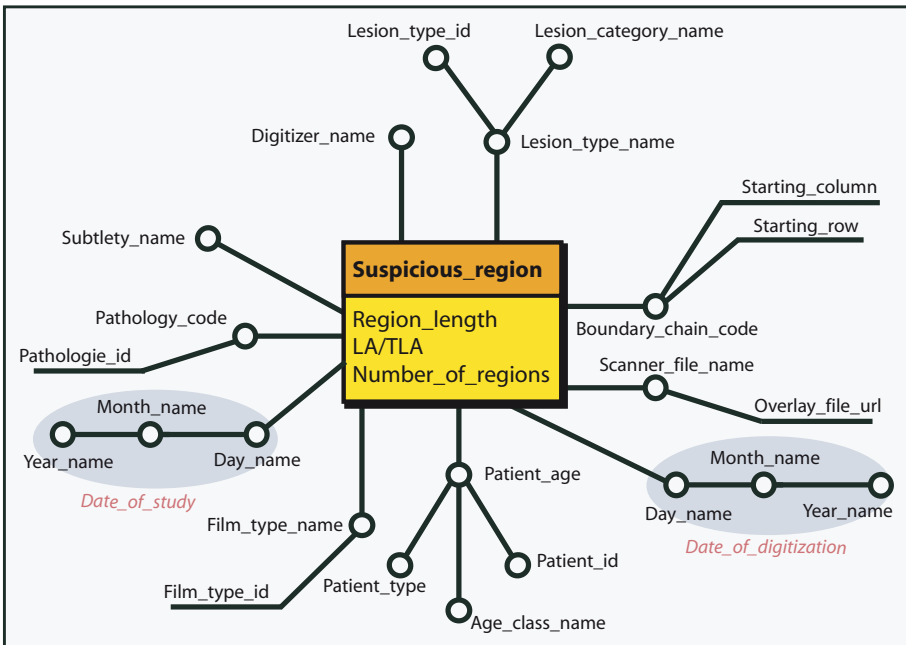 Lesion_type_id
Lesion_category_name
Digitizer_name
Lesion_type_name
Starting_column
Starting_row
Subtlety_name
Suspicious_region
Pathology_code
Region_length
LA/TLA
Number_of_regions
Boundary_chain_code
Pathologie_id
Scanner_file_name
Month_name
Overlay_file_url
Year_name
Day_name
Date_of_study
Month_name
Patient_age
Day_name
Year_name
Date_of_digitization
Film_type_name
Film_type_id
Patient_type
Patient_id
Age_class_name